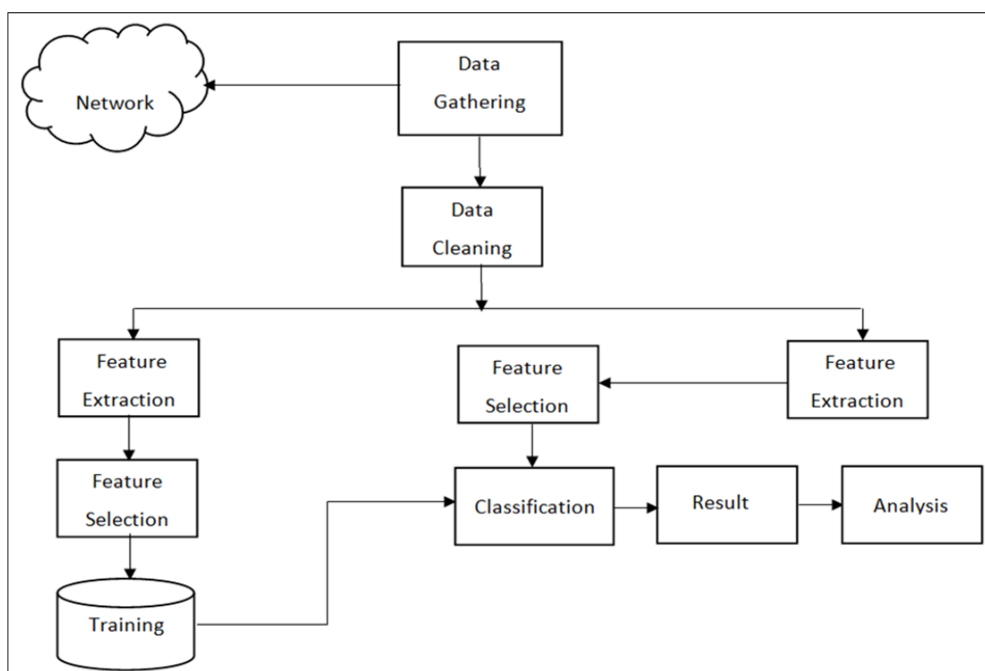 Network
Data
Gathering
Data
Cleaning
Feature
Extraction
Feature
Selection
Feature
Extraction
Feature
Selection
Classification
Result
Analysis
Training